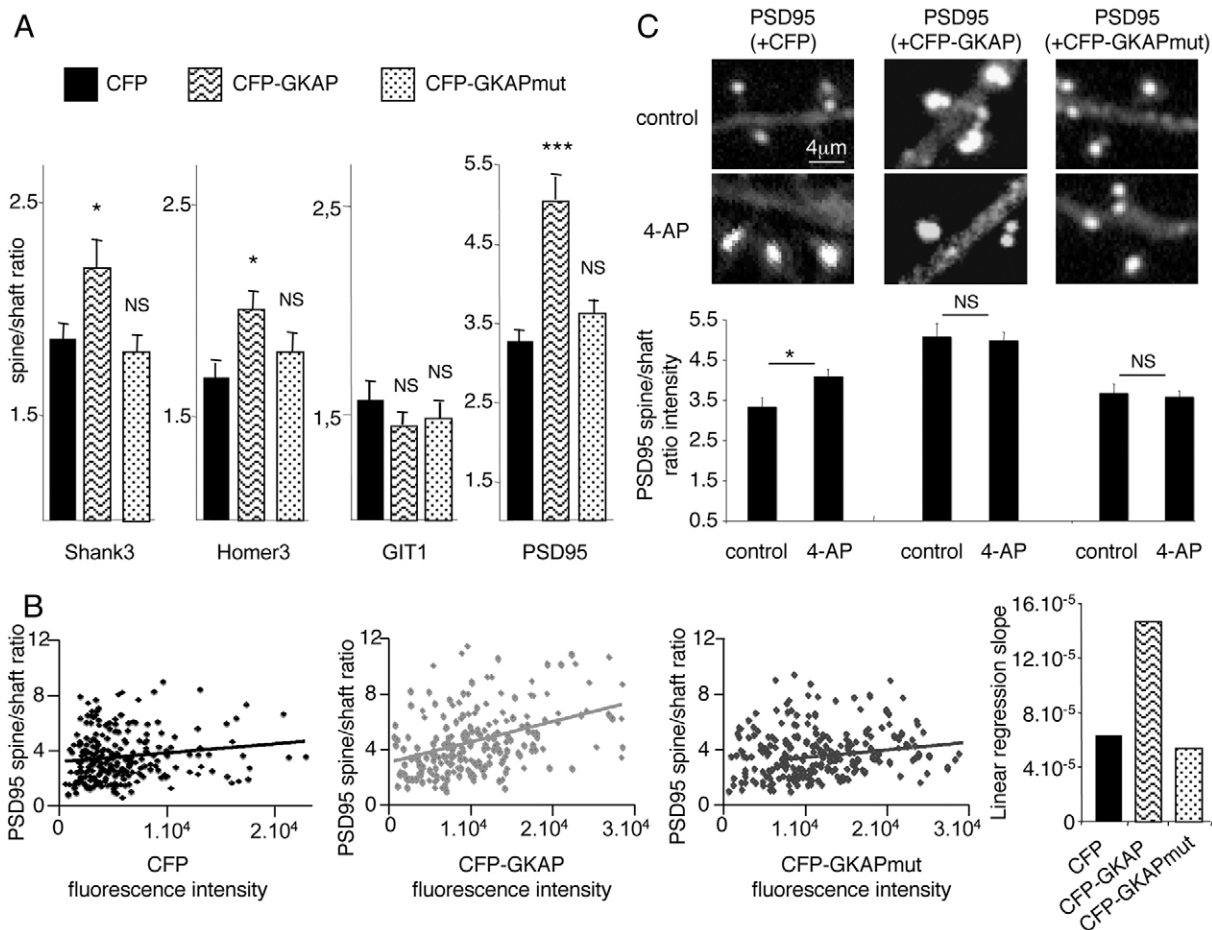 A
CFP
CFP-GKAP
CFP-GKAPmut
spine/shaft ratio
2.5
1.5
*
NS
Shank3
2.5
1.5
*
NS
Homer3
2,5
1,5
NS
NS
GIT1
5.5
4.5
3.5
2.5
1.5
***
NS
PSD95
C
PSD95
(+CFP)
PSD95
(+CFP-GKAP)
PSD95
(+CFP-GKAPmut)
control
4µm
4-AP
PSD95 spine/shaft
ratio intensity
5.5
4.5
3.5
2.5
1.5
0.5
*
NS
NS
control
4-AP
control
4-AP
control
4-AP
B
PSD95 spine/shaft ratio
12
8
4
0
0
1.10⁴
2.10⁴
CFP
fluorescence intensity
PSD95 spine/shaft ratio
12
8
4
0
0
1.10⁴
2.10⁴
3.10⁴
CFP-GKAP
fluorescence intensity
PSD95 spine/shaft ratio
12
8
4
0
0
1.10⁴
2.10⁴
3.10⁴
CFP-GKAPmut
fluorescence intensity
Linear regression slope
16.10⁻⁵
12.10⁻⁵
8.10⁻⁵
4.10⁻⁵
0
CFP
CFP-GKAP
CFP-GKAPmut